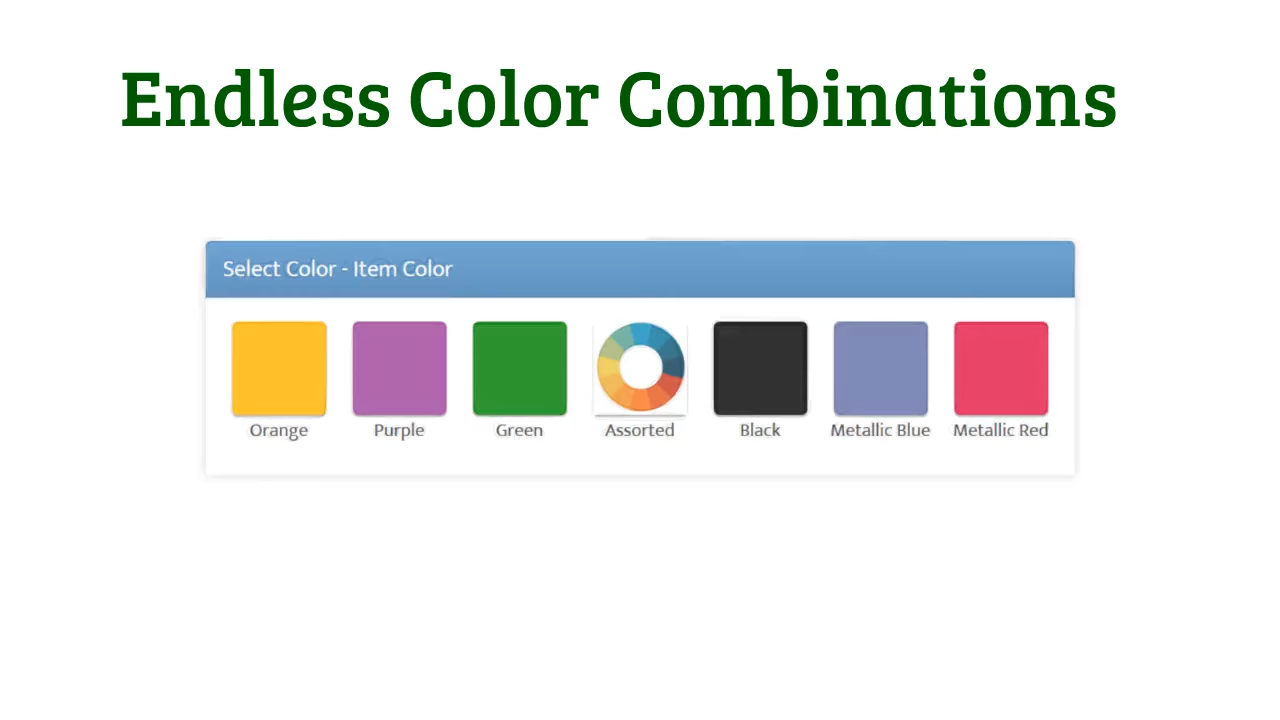 Endless Color Combinations
Select Color - Item Color
Orange Purple Green Assorted Black Metallic Blue Metallic Red